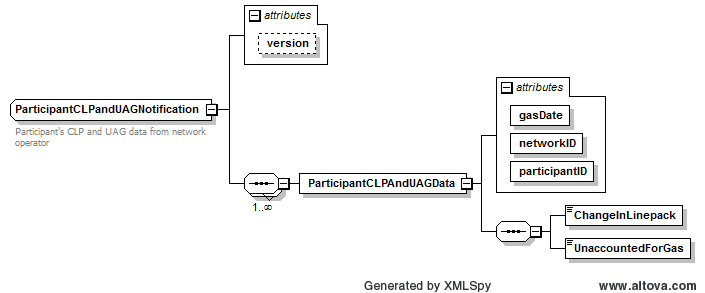 attributes
version
ParticipantCLPandUAGNotification
Participant's CLP and UAG data from network
operator
1..∞
ParticipantCLPAndUAGData
attributes
gasDate
networkID
participantID
ChangeInLinepack
UnaccountedForGas
Generated by XMLSpy
www.altova.com